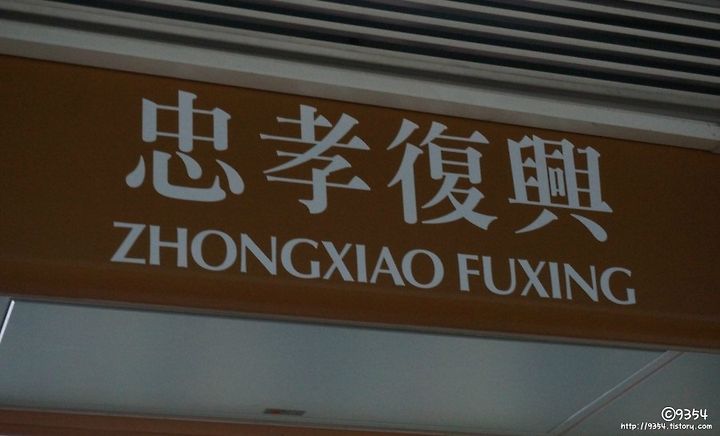 忠孝復興
ZHONGXIAO FUXING
©9354
http://9354.tistory.com